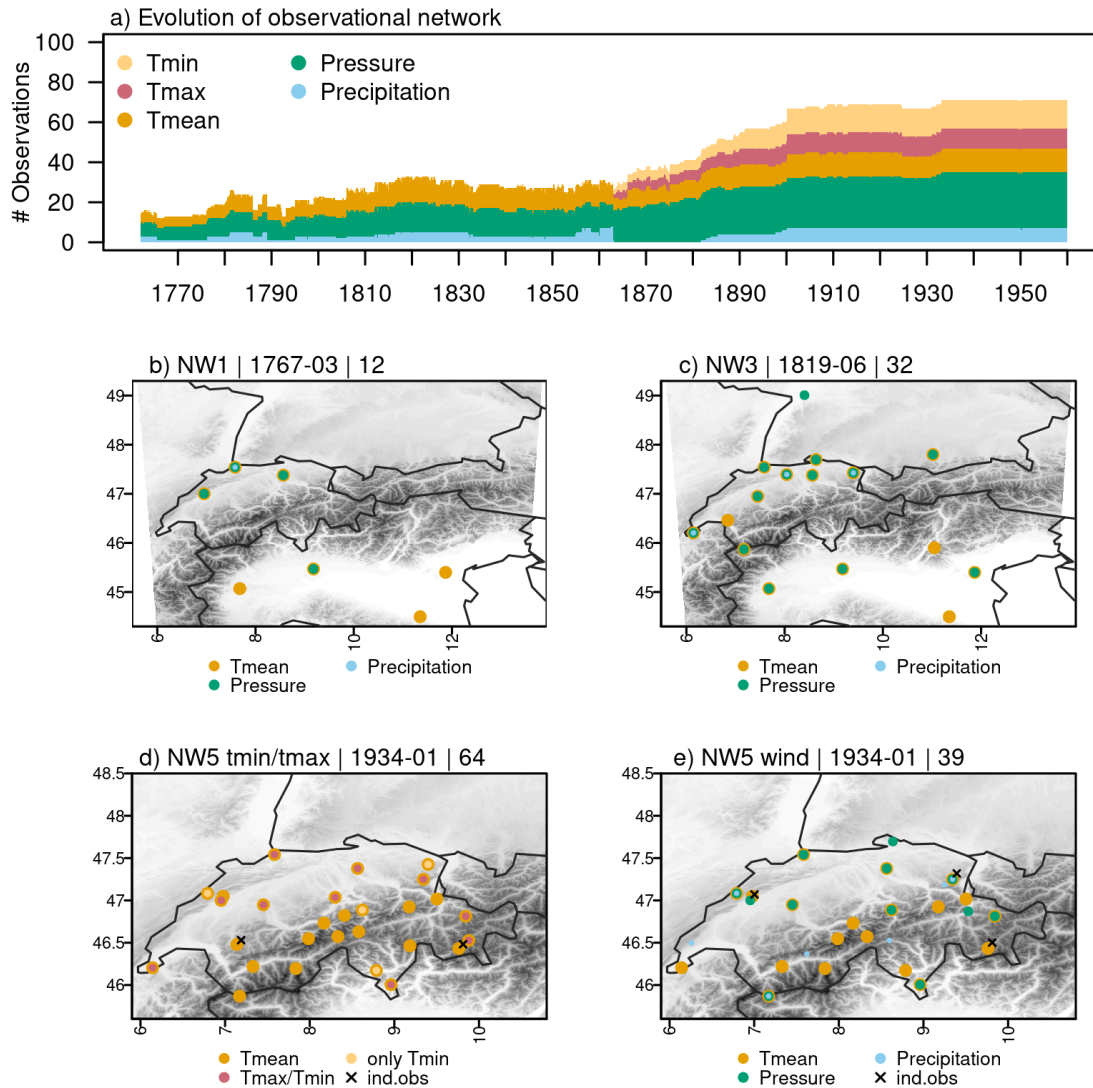 a) Evolution of observational network
# Observations
100
80
60
40
20
0
Tmin
Tmax
Tmean
Pressure
Precipitation
1770 1790 1810 1830 1850 1870 1890 1910 1930 1950
b) NW1 | 1767-03 | 12
49
48
47
46
45
6 8 10 12
Tmean Precipitation
Pressure
c) NW3 | 1819-06 | 32
49
48
47
46
45
6 8 10 12
Tmean Precipitation
Pressure
d) NW5 tmin/tmax | 1934-01 | 64
48.5
48
47.5
47
46.5
46
6 7 8 9 10
Tmean only Tmin
Tmax/Tmin ind.obs
e) NW5 wind | 1934-01 | 39
48.5
48
47.5
47
46.5
46
6 7 8 9 10
Tmean Precipitation
Pressure ind.obs